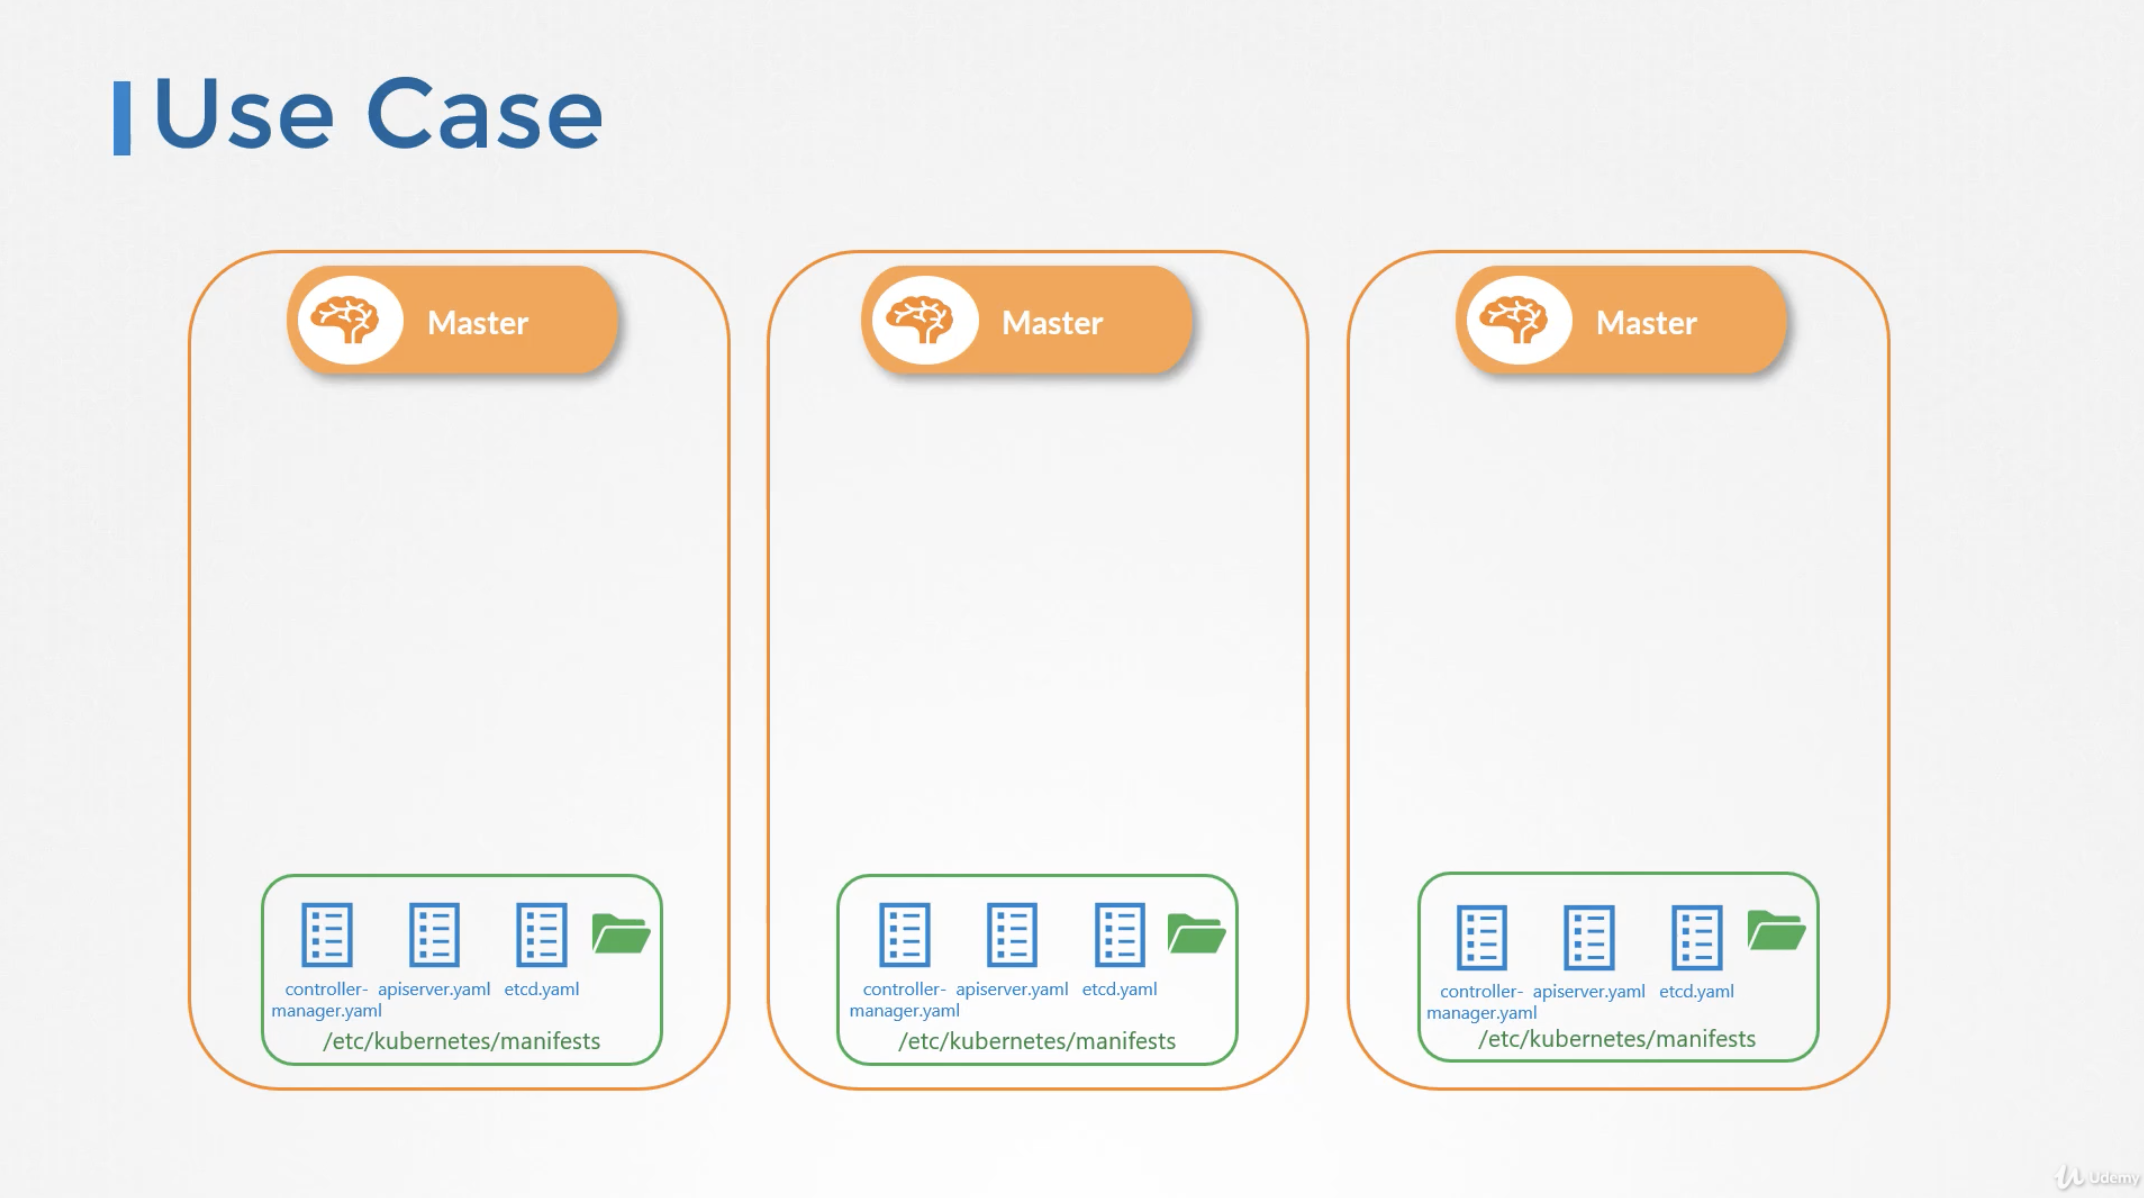 Use Case
Master
Master
Master
controller-
manager.yaml
apiserver.yaml
etcd.yaml
/etc/kubernetes/manifests
controller-
manager.yaml
apiserver.yaml
etcd.yaml
/etc/kubernetes/manifests
controller-
manager.yaml
apiserver.yaml
etcd.yaml
/etc/kubernetes/manifests
Udemy